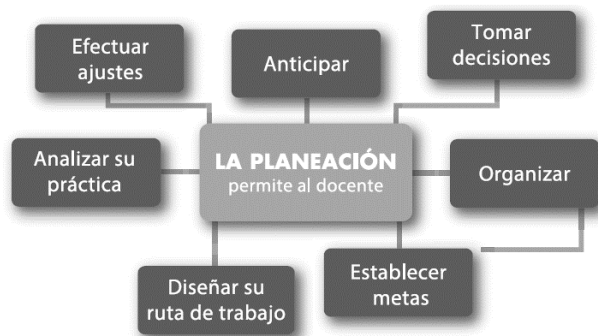 Efectuar
ajustes
Anticipar
Tomar
decisiones
Analizar su
práctica
LA PLANEACIÓN
permite al docente
Organizar
Diseñar su
ruta de trabajo
Establecer
metas